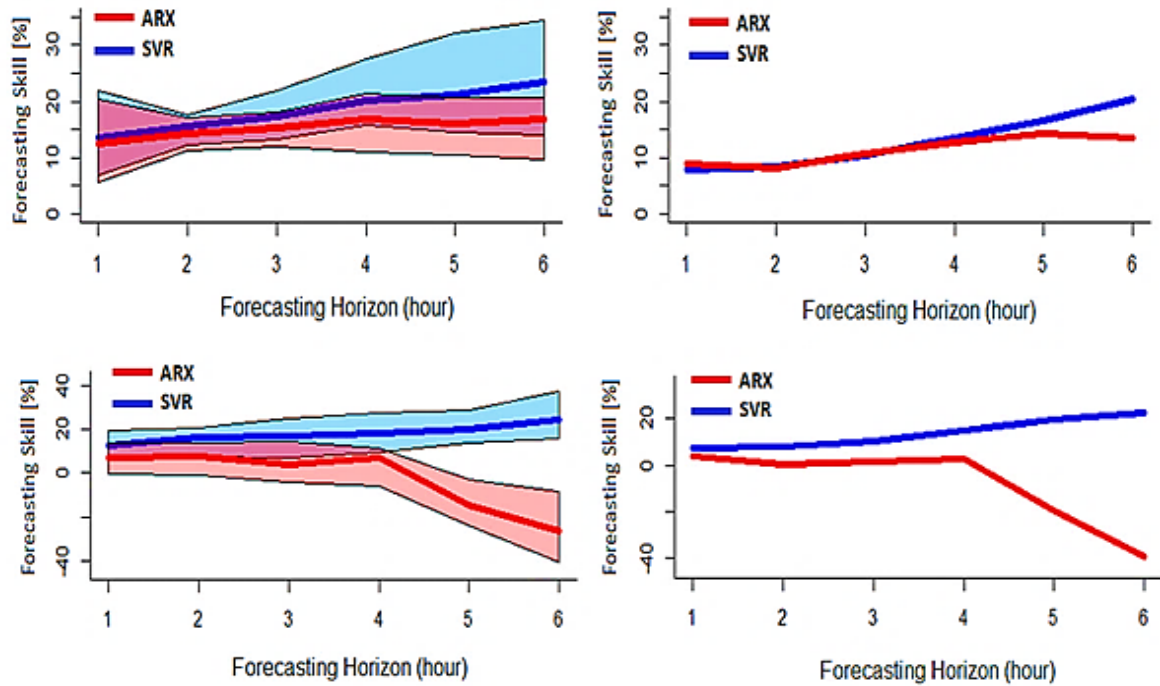 ARX
SVR
Forecasting Skill [%]
30
20
10
0
1 2 3 4 5 6
Forecasting Horizon (hour)
ARX
SVR
Forecasting Skill [%]
30
20
10
0
1 2 3 4 5 6
Forecasting Horizon (hour)
ARX
SVR
Forecasting Skill [%]
40
20
0
-40
1 2 3 4 5 6
Forecasting Horizon (hour)
ARX
SVR
Forecasting Skill [%]
20
0
-40
1 2 3 4 5 6
Forecasting Horizon (hour)